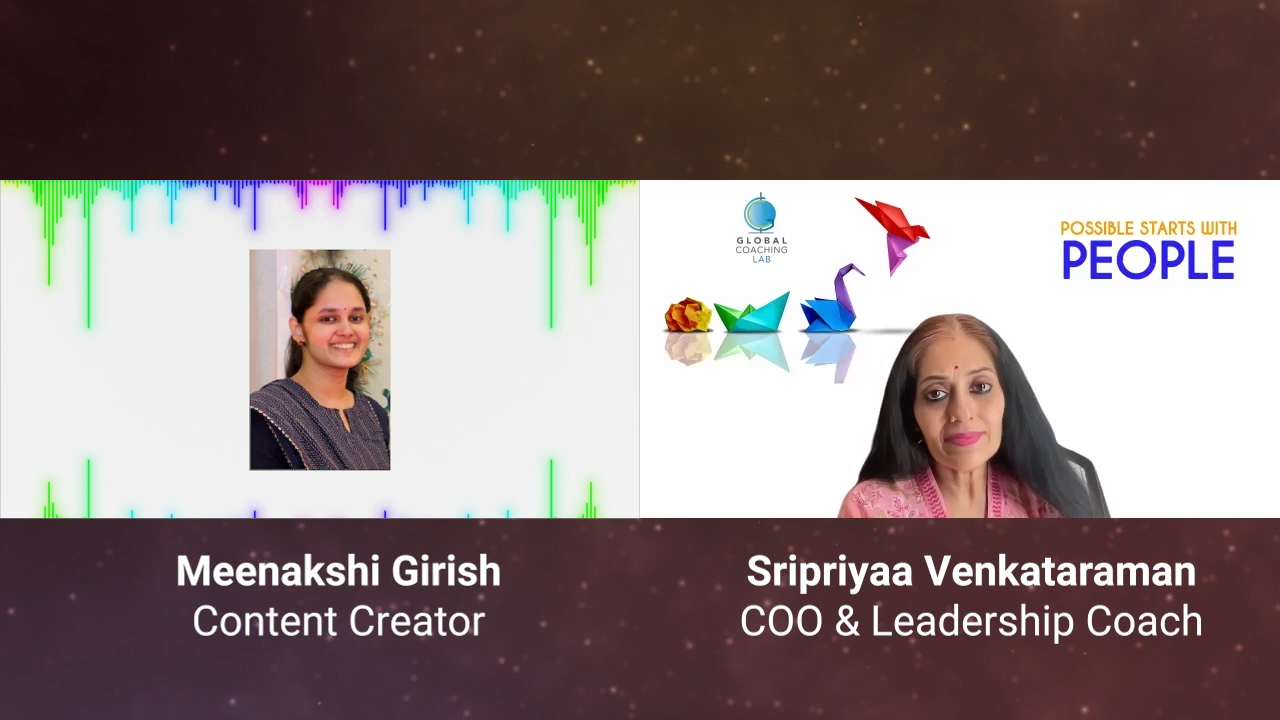 GLOBAL
COACHING
LAB
POSSIBLE STARTS WITH
PEOPLE
Meenakshi Girish
Content Creator
Sripriyaa Venkataraman
COO & Leadership Coach